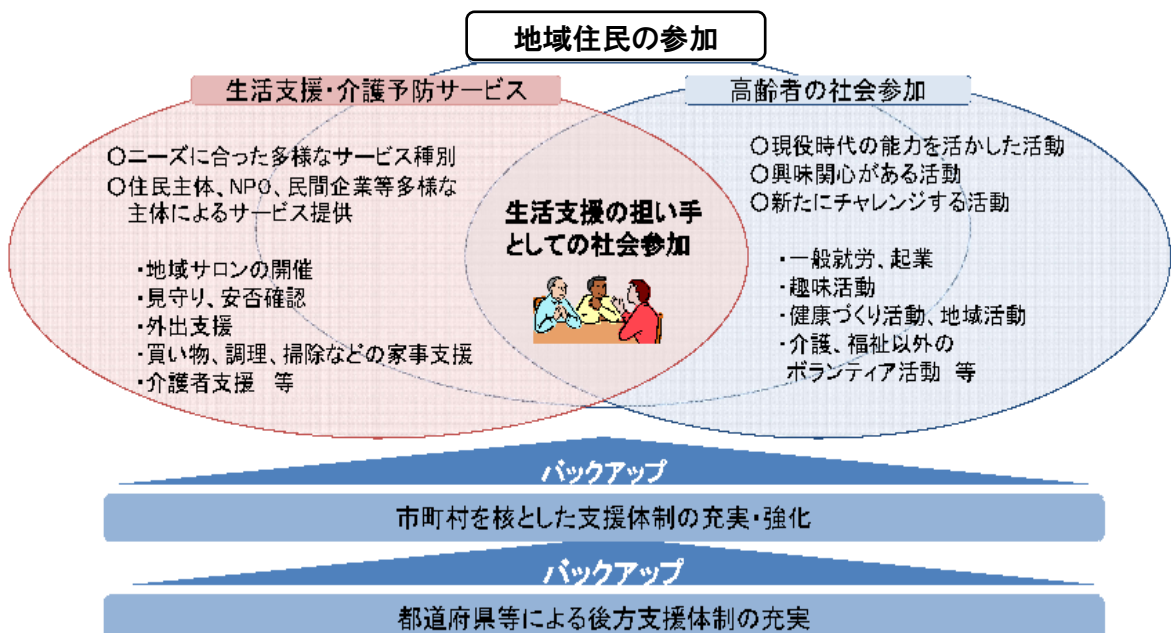 地域住民の参加
生活支援・介護予防サービス
○ニーズに合った多様なサービス種別
○住民主体、NPO、民間企業等多様な
主体によるサービス提供
・地域サロンの開催
・見守り、安否確認
・外出支援
・買い物、調理、掃除などの家事支援
・介護者支援 等
生活支援の担い手
としての社会参加
高齢者の社会参加
○現役時代の能力を活かした活動
○興味関心がある活動
○新たにチャレンジする活動
・一般就労、起業
・趣味活動
・健康づくり活動、地域活動
・介護、福祉以外の
ボランティア活動 等
バックアップ
市町村を核とした支援体制の充実・強化
バックアップ
都道府県等による後方支援体制の充実